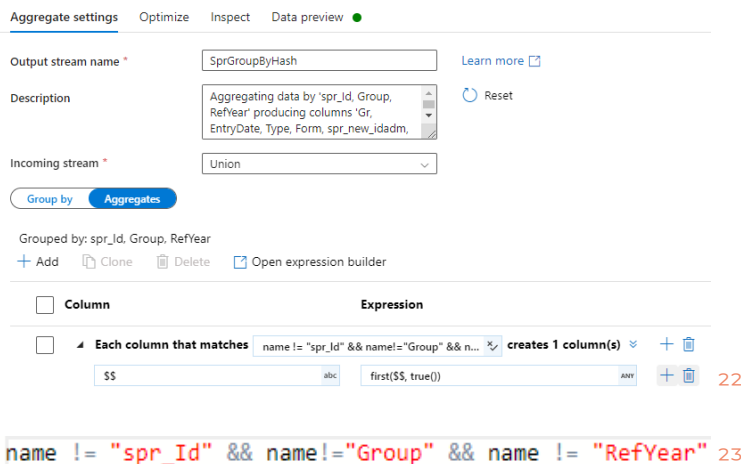 Aggregate settings Optimize Inspect Data preview
Output stream name * SprGroupByHash Learn more
Description Aggregating data by 'spr_Id, Group, Reset
RefYear' producing columns 'Gr,
EntryDate, Type, Form, spr_new_idadm,
Incoming stream * Union
Group by Aggregates
Grouped by: spr_Id, Group, RefYear
+ Add Clone Delete Open expression builder
Column Expression
Each column that matches name != "spr_Id" && name!="Group" && n... creates 1 column(s)
$$ abc first($$, true()) ANY 22
name != "spr_Id" && name!="Group" && name != "RefYear" 23